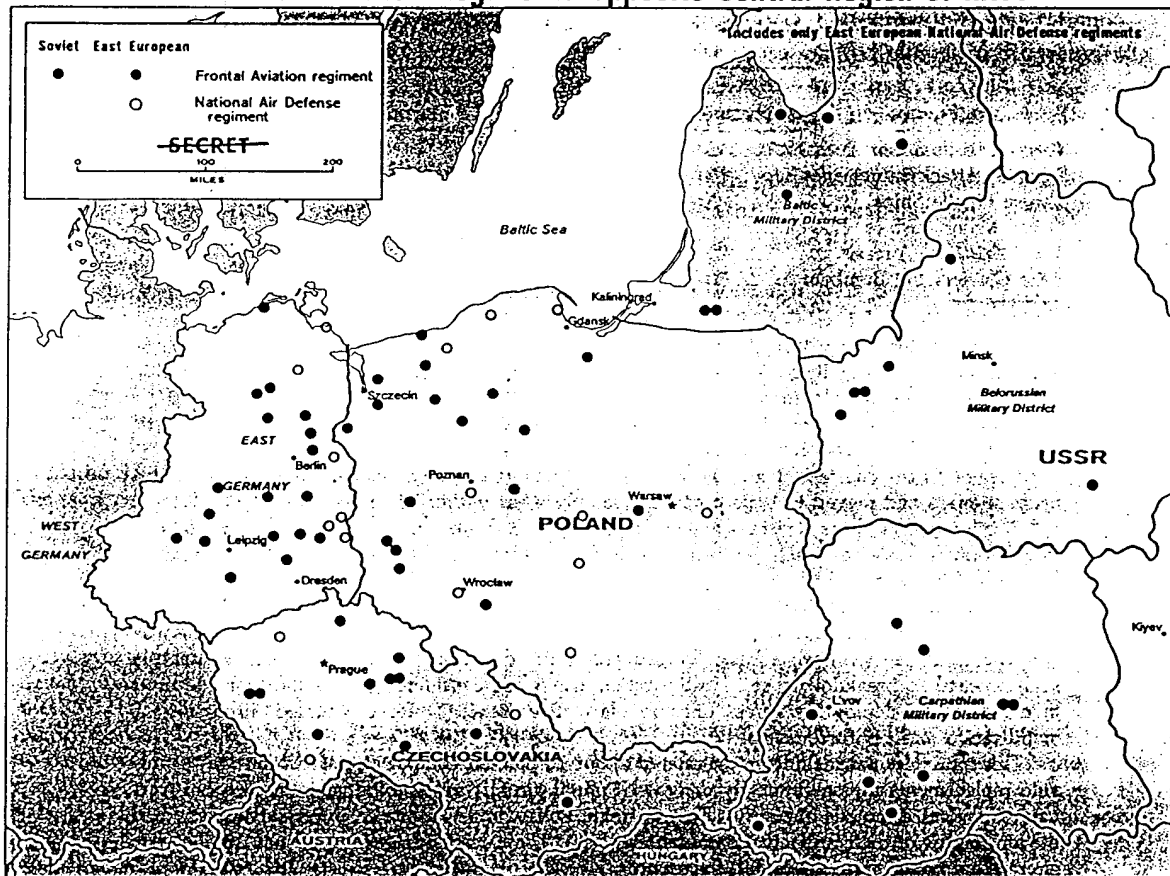 *Includes only East European National Air Defense regiments
Soviet East European
Frontal Aviation regiment
National Air Defense
regiment
SECRET
0 100 200
MILES
Baltic
Military District
Baltic Sea
Kaliningrad
Gdansk
Minsk
Belorussian
Military District
Szczecin
EAST
Berlin
GERMANY
USSR
Poznan
Warsaw
POLAND
WEST
GERMANY
Leipzig
Dresden
Wroclaw
Kiyev
Prague
L'vov
Carpathian
Military District
CZECHOSLOVAKIA
AUSTRIA
HUNGARY